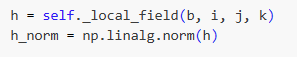 h = self._local_field(b, i, j, k)
h_norm = np.linalg.norm(h)